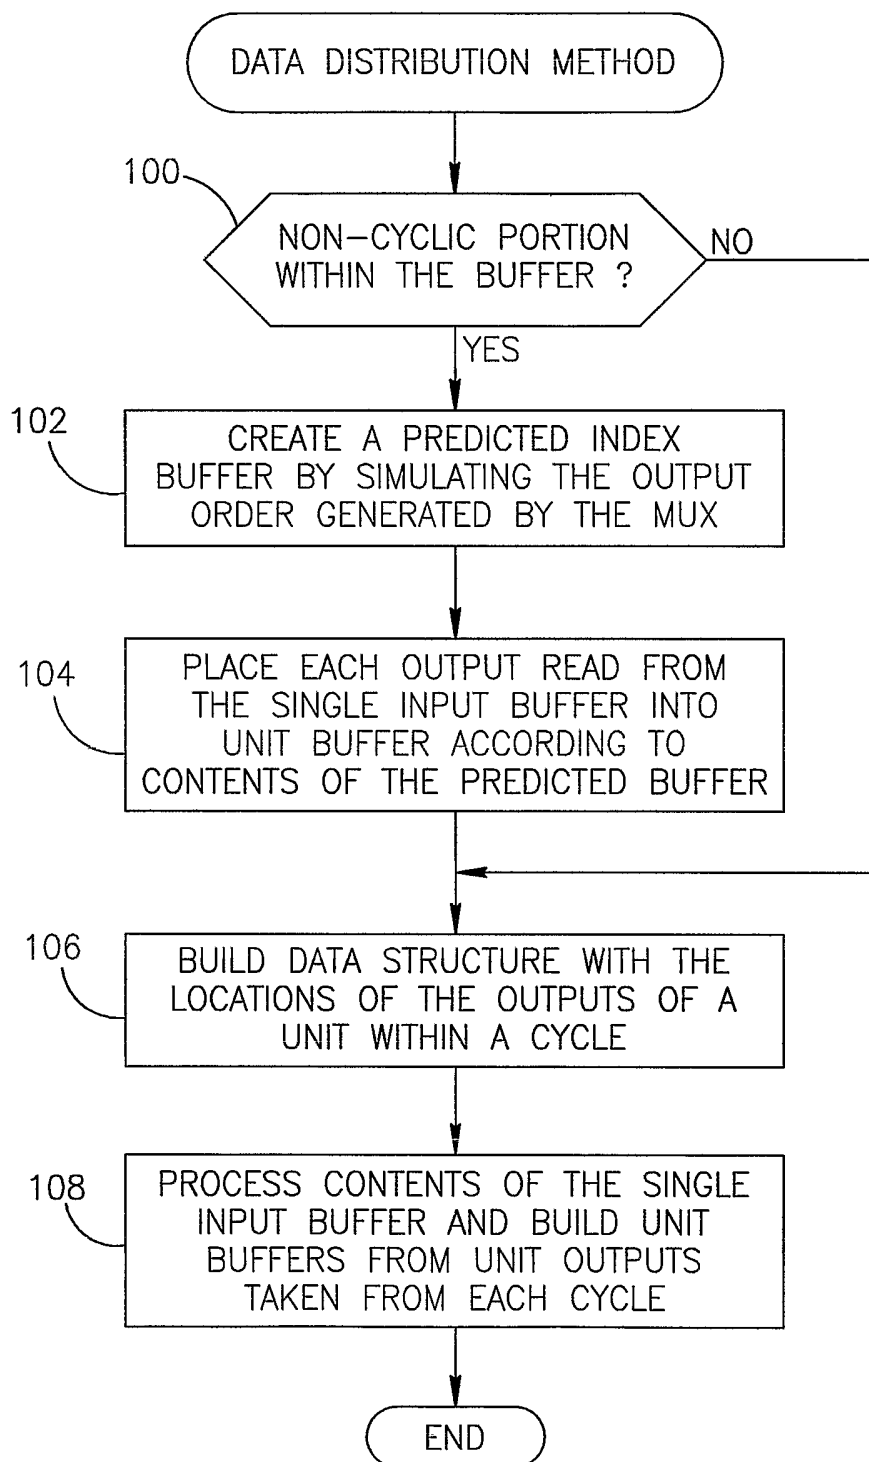 DATA DISTRIBUTION METHOD
100
NON-CYCLIC PORTION
WITHIN THE BUFFER ?
NO
YES
102
CREATE A PREDICTED INDEX
BUFFER BY SIMULATING THE OUTPUT
ORDER GENERATED BY THE MUX
104
PLACE EACH OUTPUT READ FROM
THE SINGLE INPUT BUFFER INTO
UNIT BUFFER ACCORDING TO
CONTENTS OF THE PREDICTED BUFFER
106
BUILD DATA STRUCTURE WITH THE
LOCATIONS OF THE OUTPUTS OF A
UNIT WITHIN A CYCLE
108
PROCESS CONTENTS OF THE SINGLE
INPUT BUFFER AND BUILD UNIT
BUFFERS FROM UNIT OUTPUTS
TAKEN FROM EACH CYCLE
END